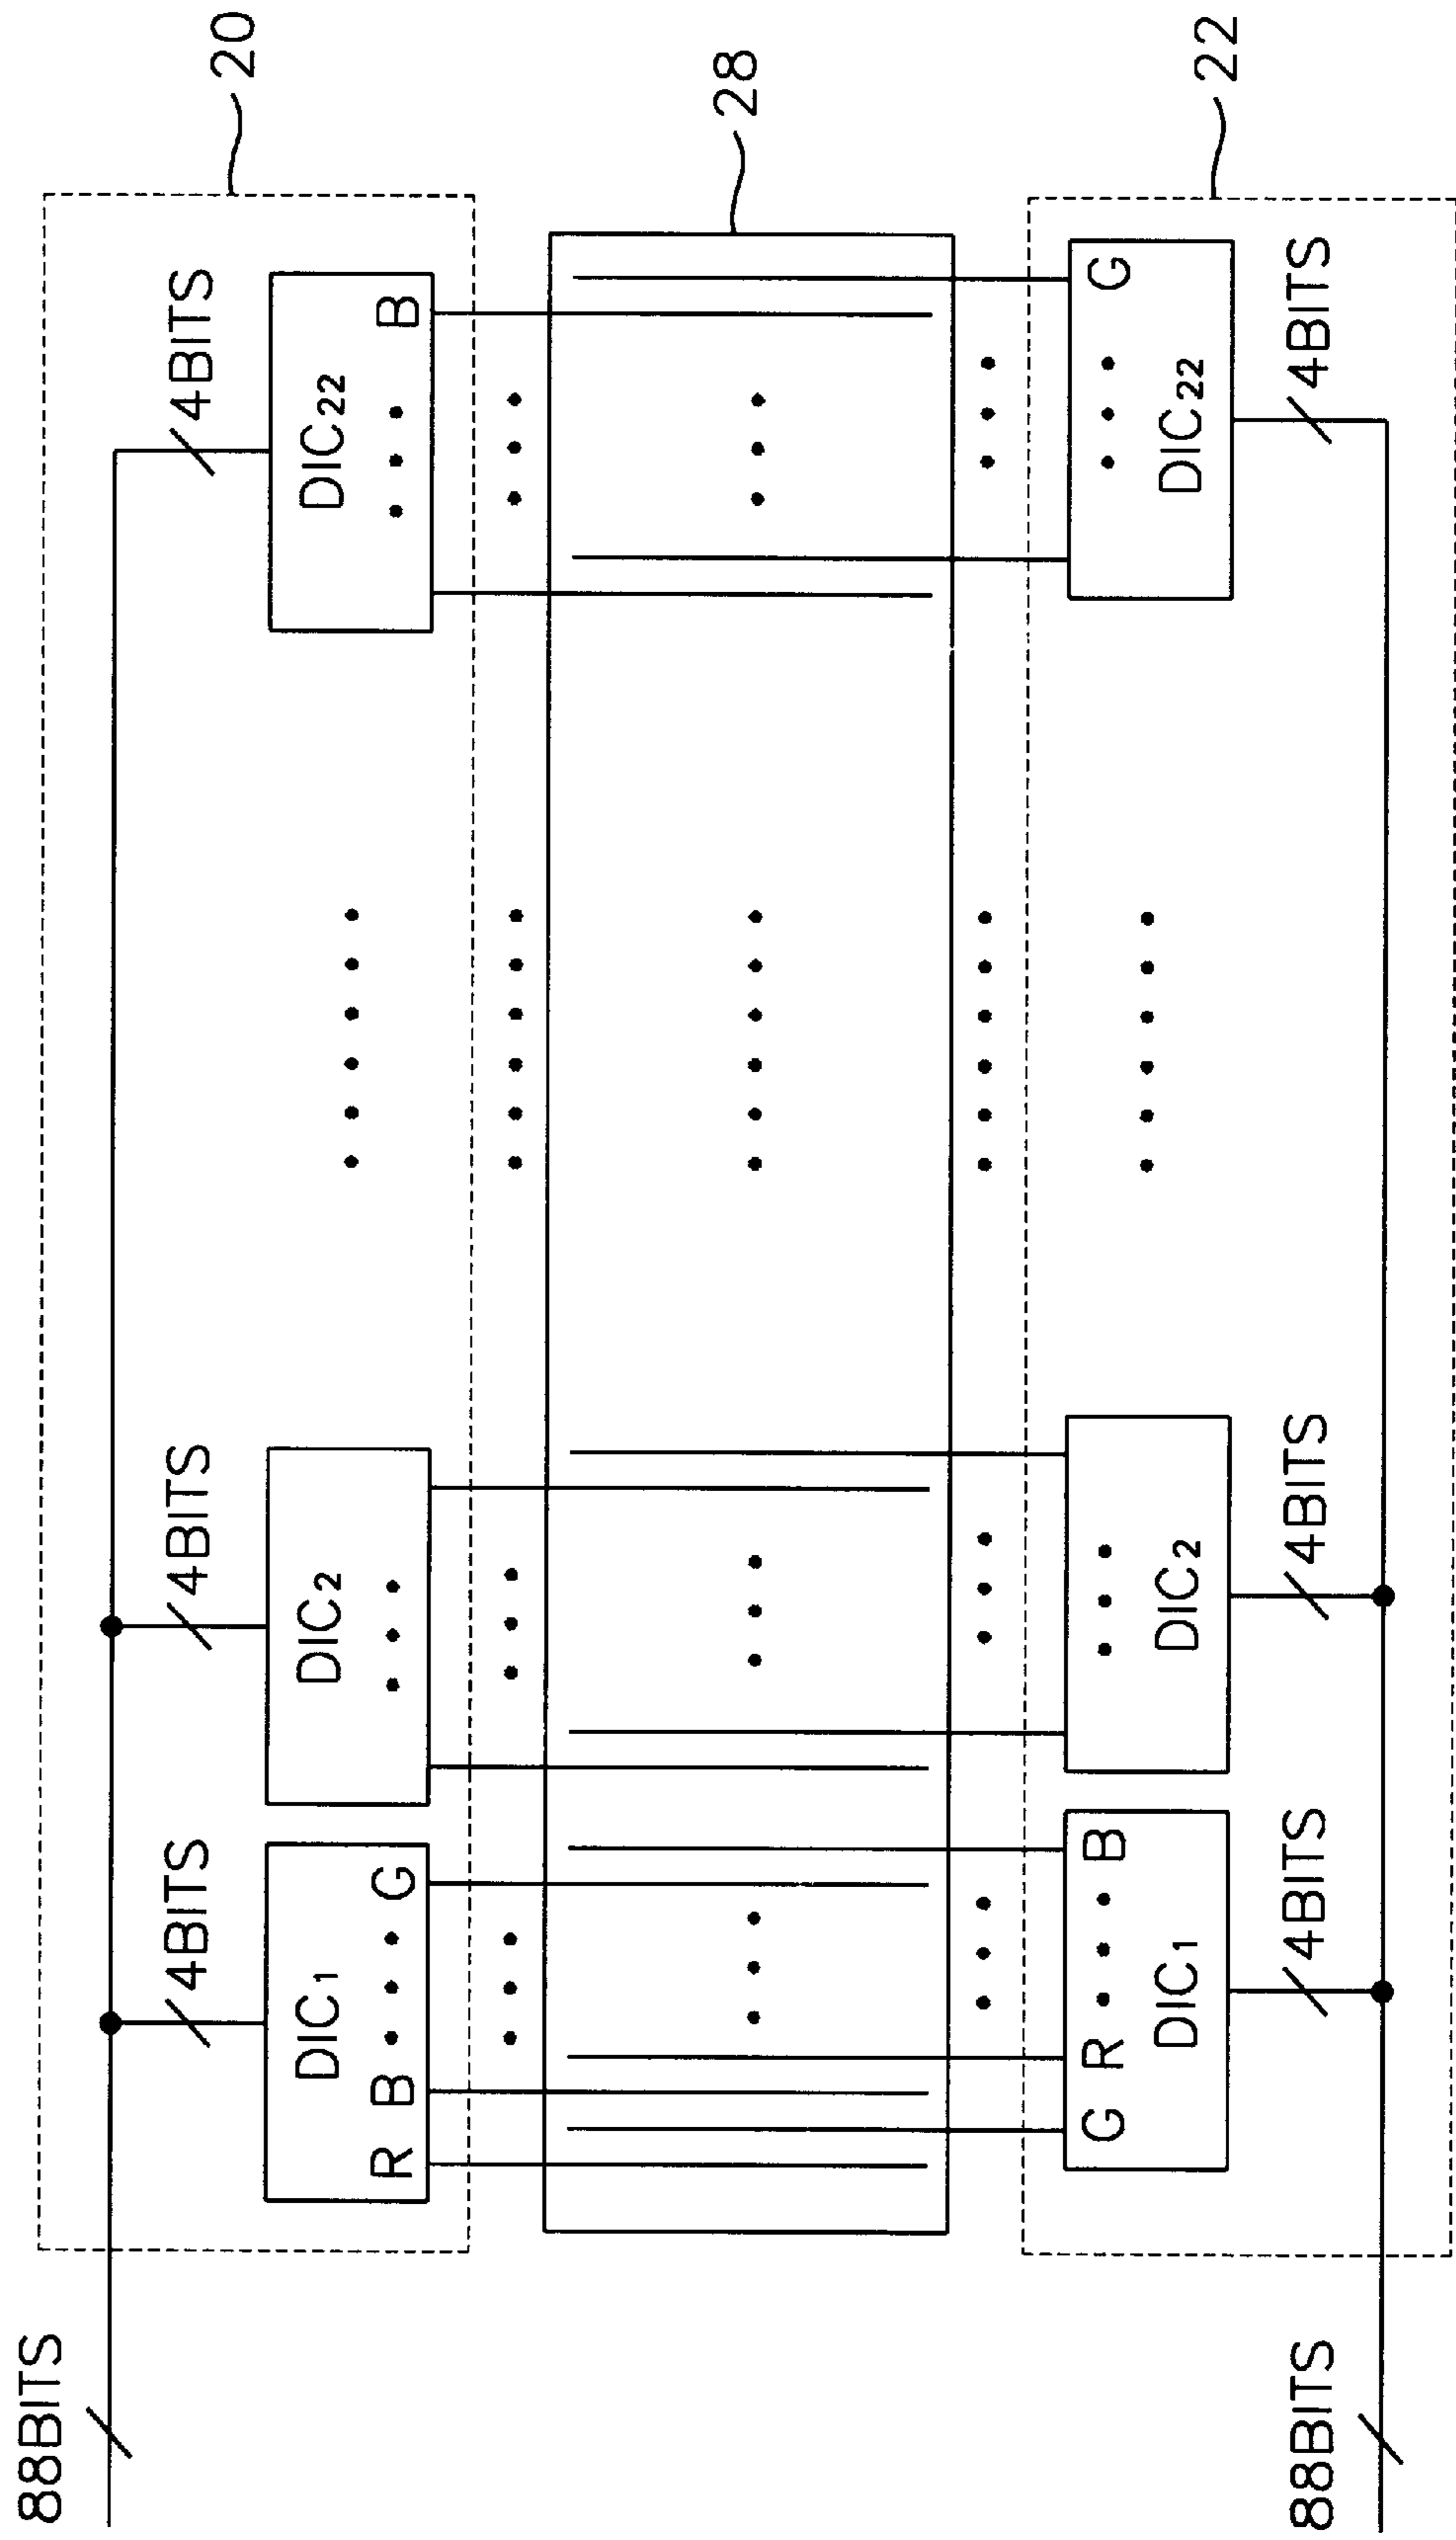 88BITS
4BITS 4BITS 4BITS
20
DIC1 DIC2 DIC22
R B G B
28
G R B G
DIC1 DIC2 DIC22
22
4BITS 4BITS 4BITS
88BITS